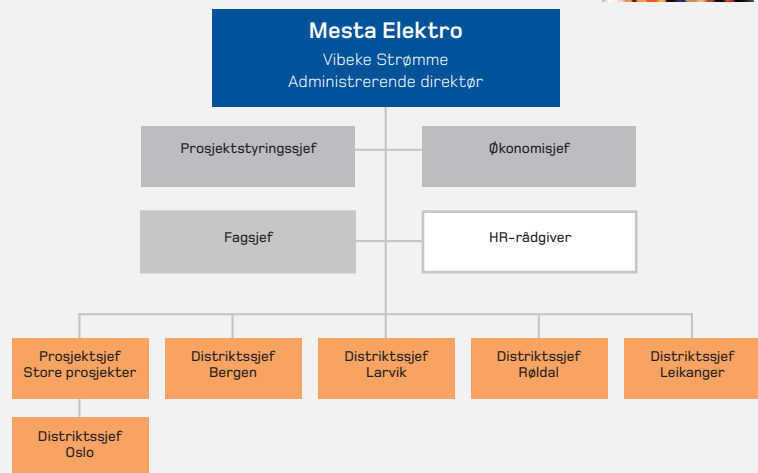 Mesta Elektro
Vibeke Strømme
Administrerende direktør
Prosjektstyringssjef
Økonomisjef
Fagsjef
HR-rådgiver
Prosjektsjef
Store prosjekter
Distriktssjef
Bergen
Distriktssjef
Larvik
Distriktssjef
Røldal
Distriktssjef
Leikanger
Distriktssjef
Oslo